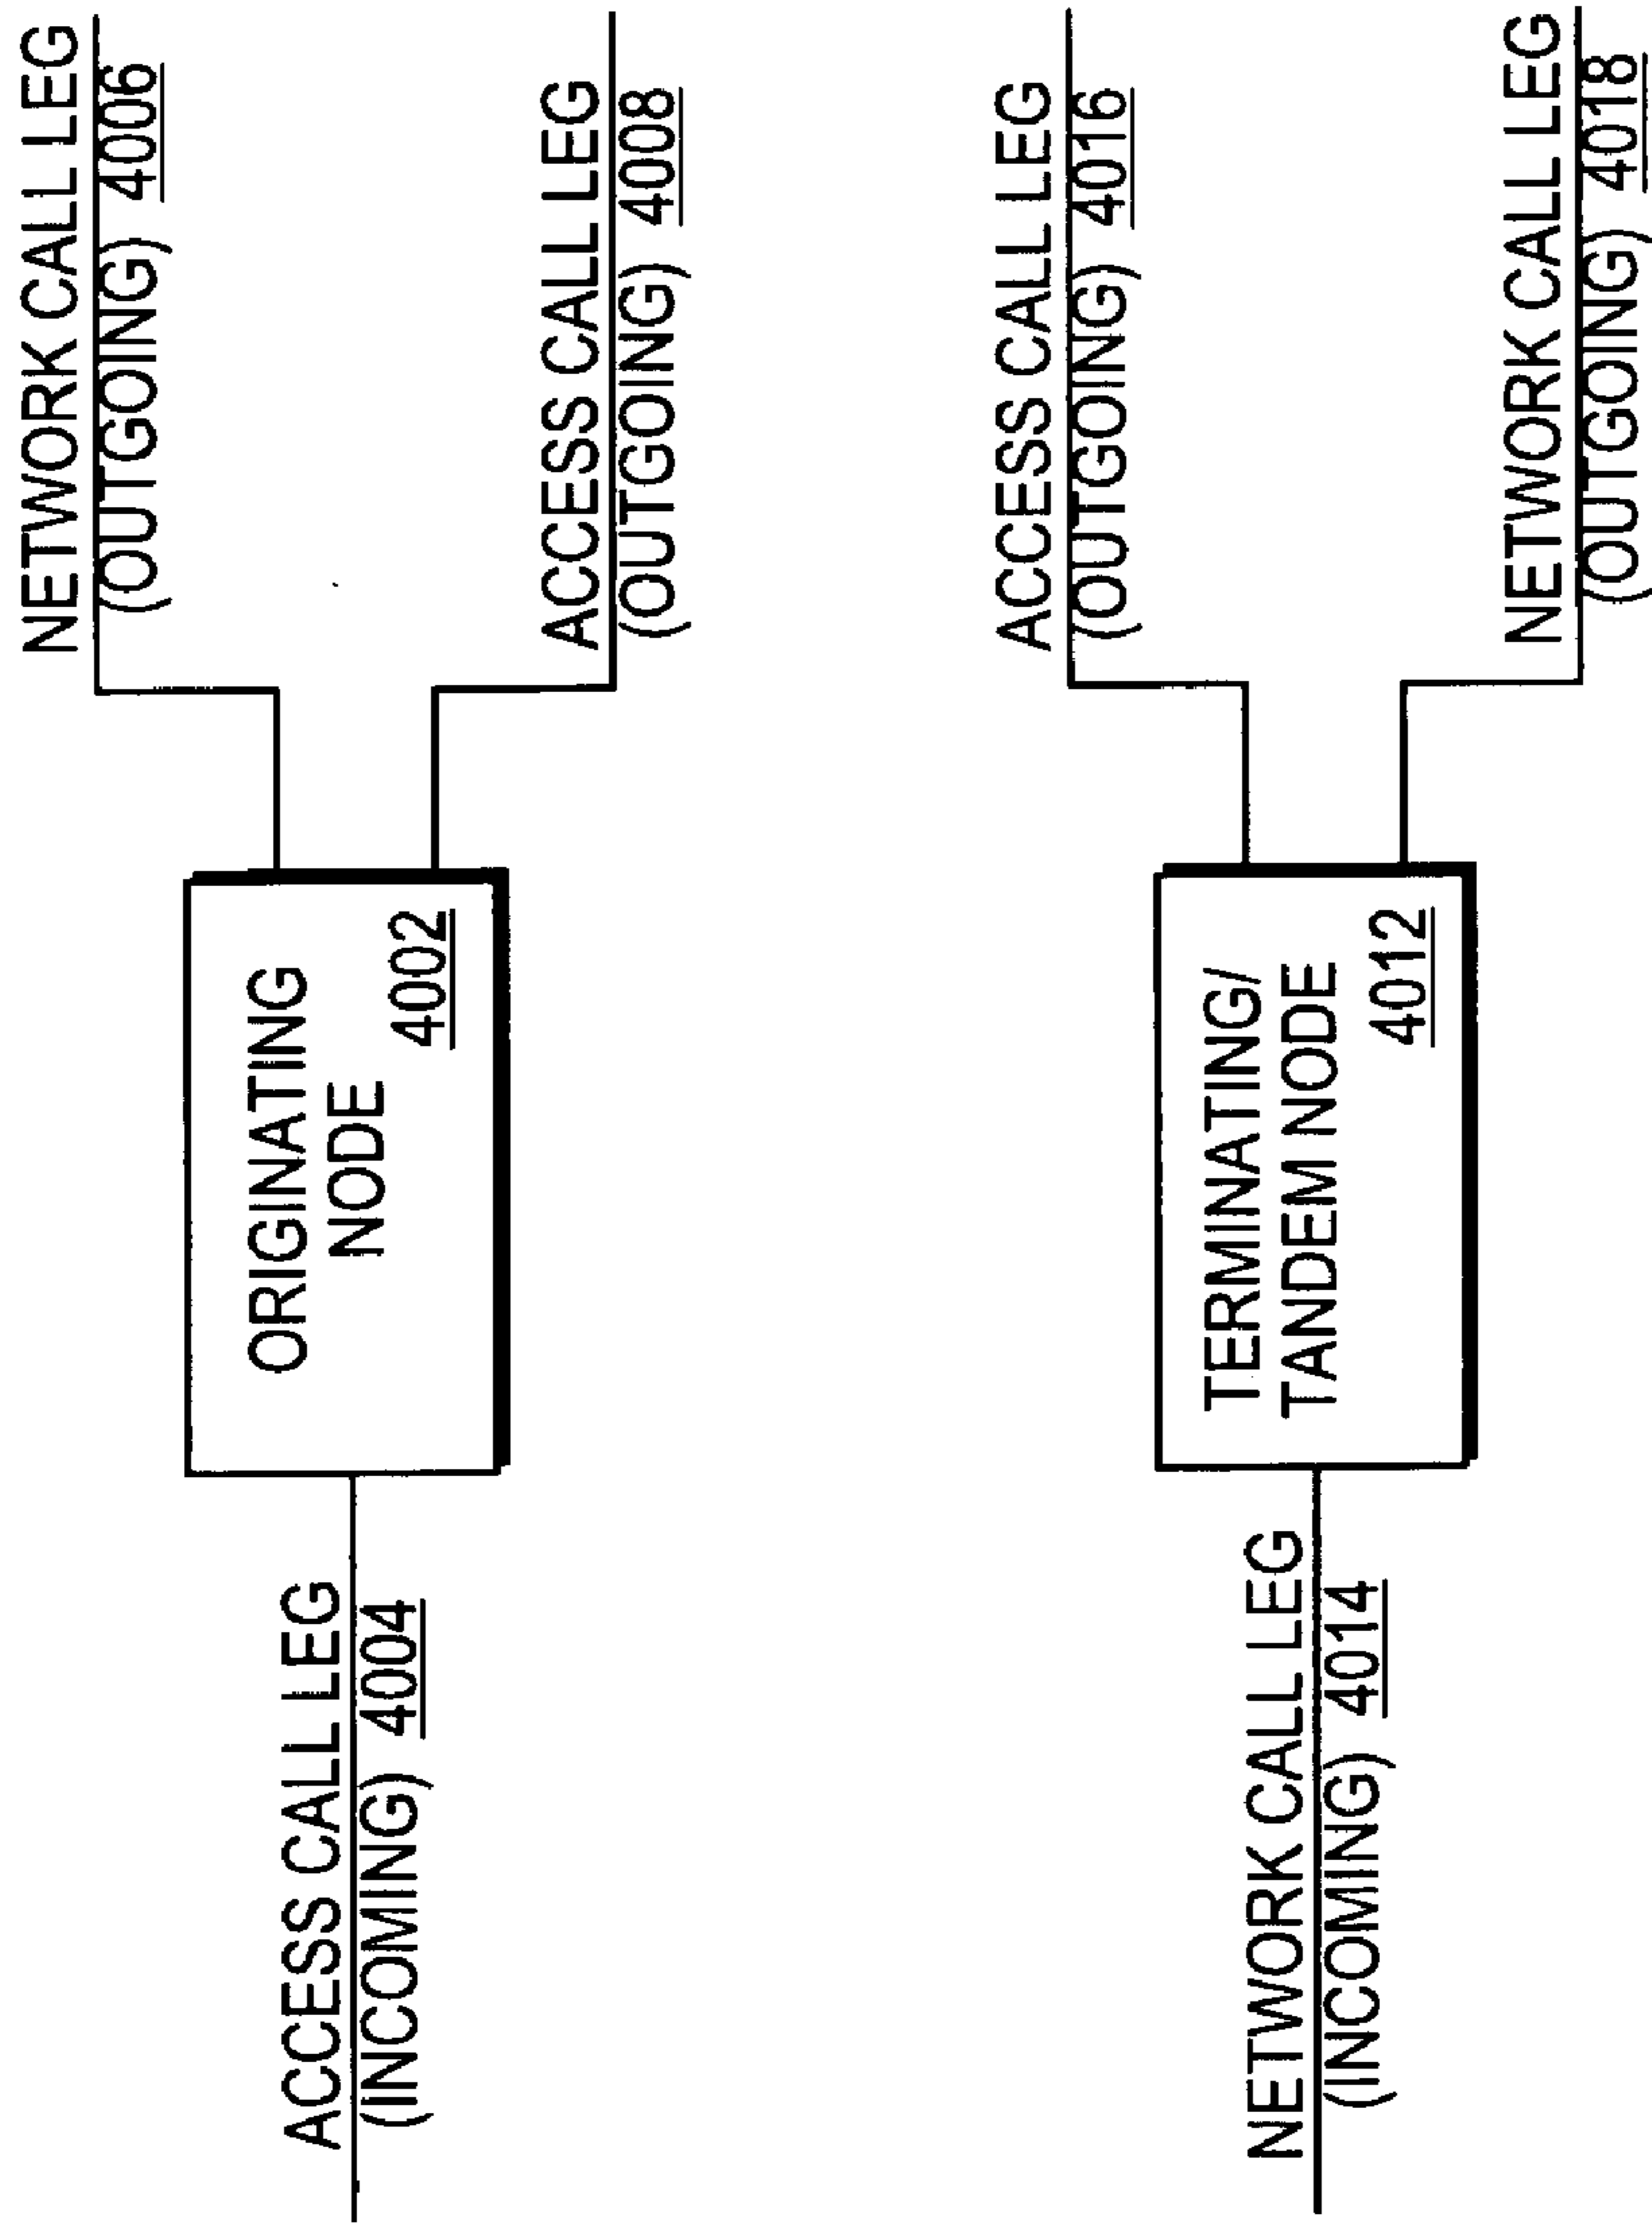 NETWORK CALL LEG
(OUTGOING) 4006
ORIGINATING
NODE
4002
ACCESS CALL LEG
(INCOMING) 4004
ACCESS CALL LEG
(OUTGOING) 4008
ACCESS CALL LEG
(OUTGOING) 4016
TERMINATING/
TANDEM NODE
4012
NETWORK CALL LEG
(INCOMING) 4014
NETWORK CALL LEG
(OUTGOING) 4018